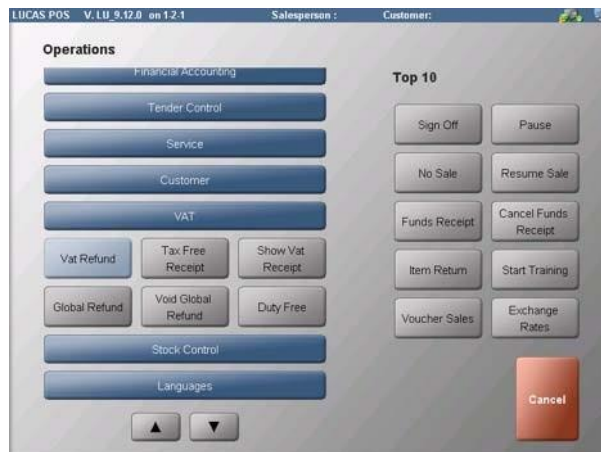 LUCAS POS V. LU_9.12.0 on 1-2-1 Salesperson : Customer:
Operations
Financial Accounting
Tender Control
Service
Customer
VAT
Vat Refund
Tax Free
Receipt
Show Vat
Receipt
Global Refund
Void Global
Refund
Duty Free
Stock Control
Languages
Top 10
Sign Off
Pause
No Sale
Resume Sale
Funds Receipt
Cancel Funds
Receipt
Item Return
Start Training
Voucher Sales
Exchange
Rates
Cancel